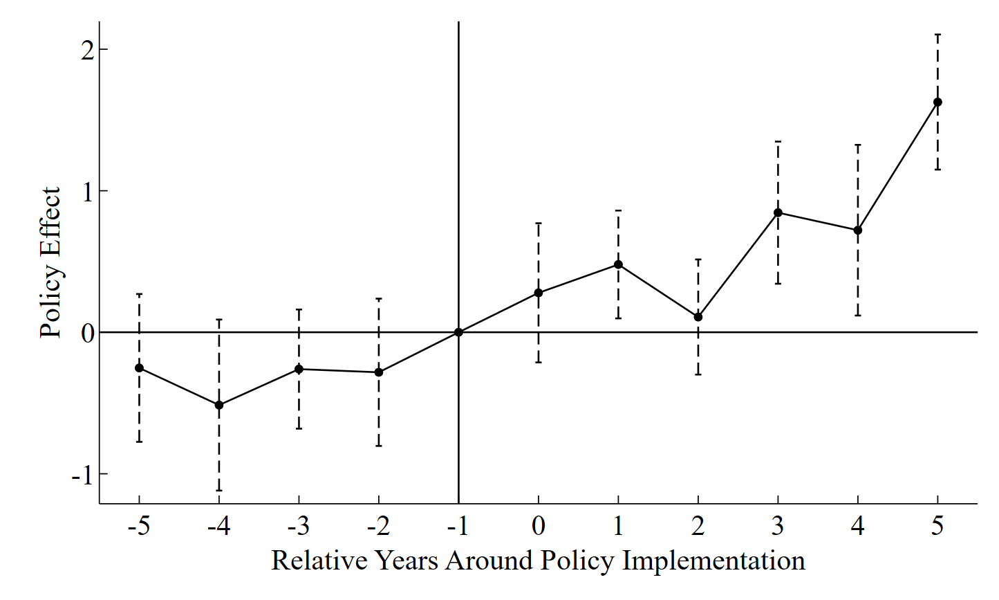 2
1
0
-1
Policy Effect
-5 -4 -3 -2 -1 0 1 2 3 4 5
Relative Years Around Policy Implementation